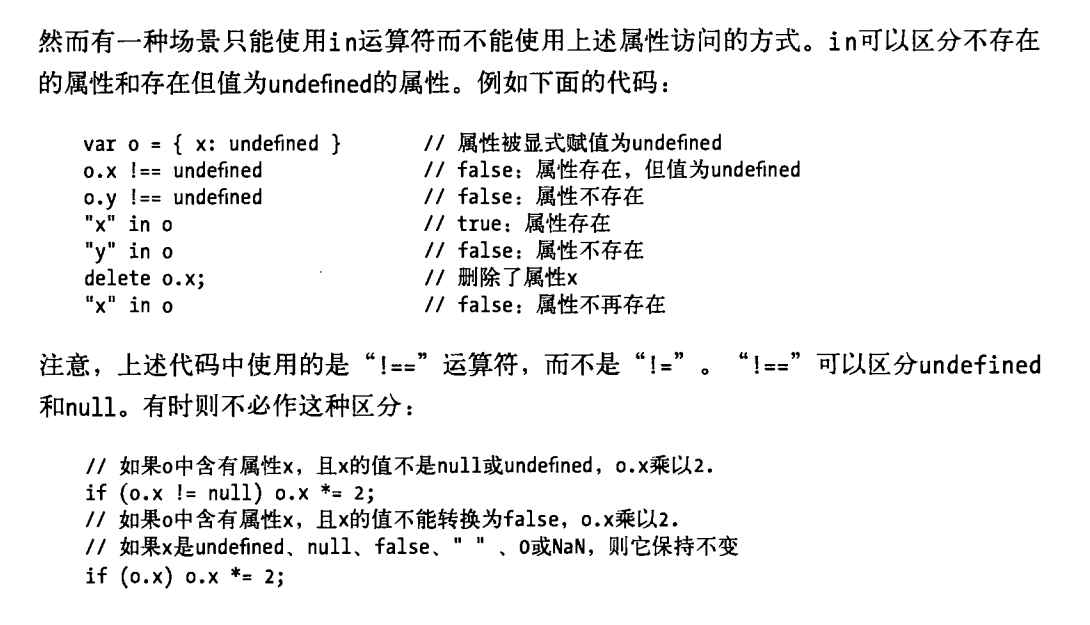 然而有一种场景只能使用in运算符而不能使用上述属性访问的方式。in可以区分不存在
的属性和存在但值为undefined的属性。例如下面的代码：
var o = { x: undefined } // 属性被显式赋值为undefined
o.x !== undefined // false：属性存在，但值为undefined
o.y !== undefined // false：属性不存在
"x" in o // true：属性存在
"y" in o // false：属性不存在
delete o.x; // 删除了属性x
"x" in o // false：属性不再存在
注意，上述代码中使用的是“!==”运算符，而不是“!=”。“!==”可以区分undefined
和null。有时则不必作这种区分：
// 如果o中含有属性x，且x的值不是null或undefined，o.x乘以2.
if (o.x != null) o.x *= 2;
// 如果o中含有属性x，且x的值不能转换为false，o.x乘以2.
// 如果x是undefined、null、false、" "、0或NaN，则它保持不变
if (o.x) o.x *= 2;